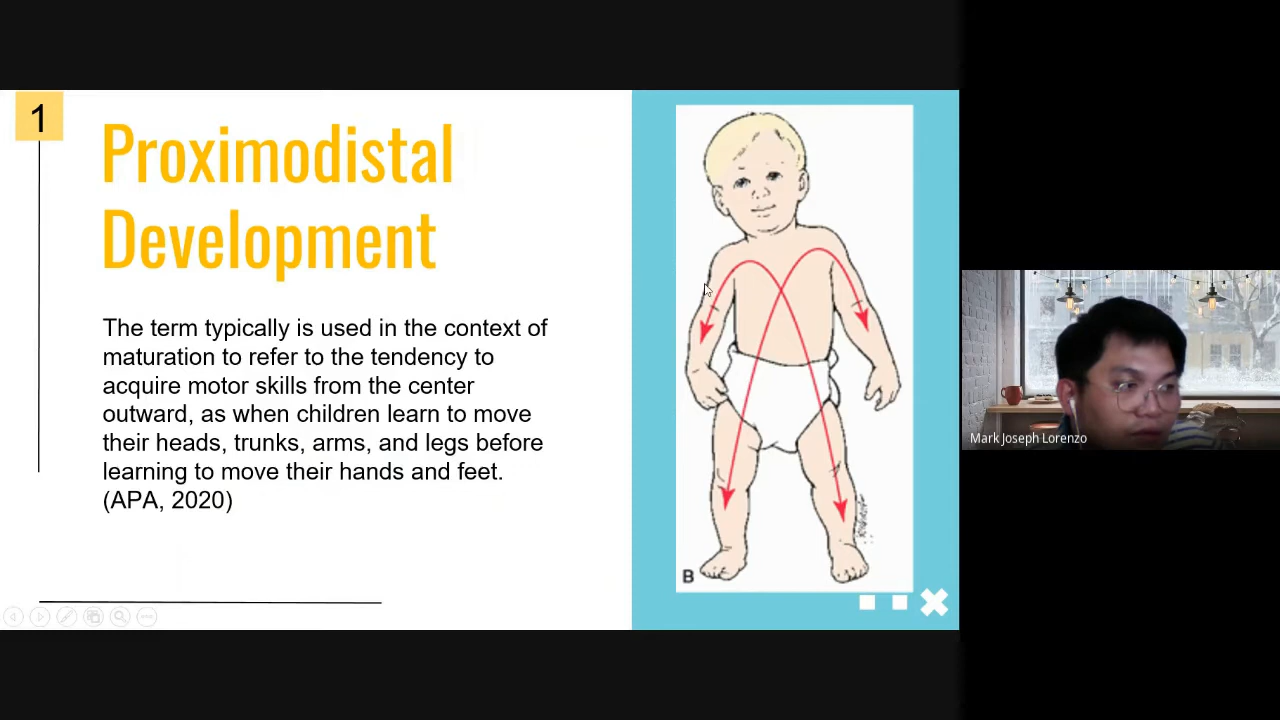 1
Proximodistal
Development
The term typically is used in the context of
maturation to refer to the tendency to
acquire motor skills from the center
outward, as when children learn to move
their heads, trunks, arms, and legs before
learning to move their hands and feet.
(APA, 2020)
B
Mark Joseph Lorenzo